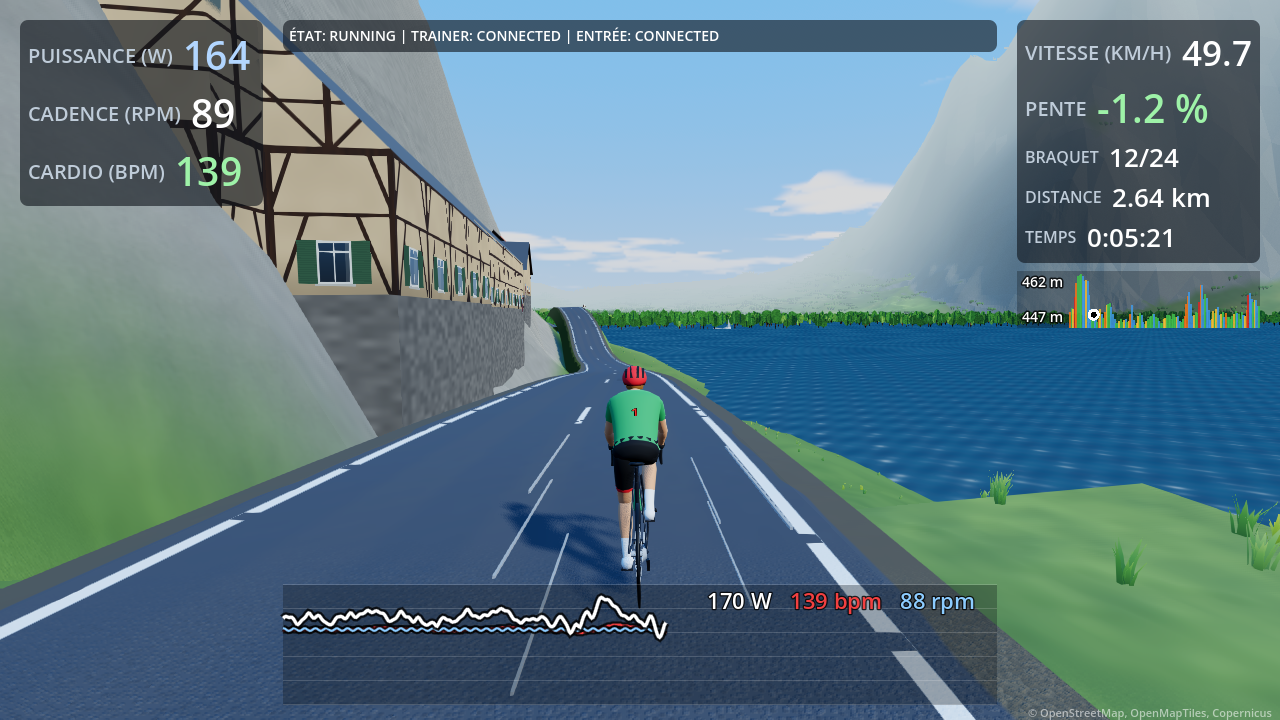 PUISSANCE (W) 164
CADENCE (RPM) 89
CARDIO (BPM) 139
ÉTAT: RUNNING | TRAINER: CONNECTED | ENTRÉE: CONNECTED
VITESSE (KM/H) 49.7
PENTE -1.2 %
BRAQUET 12/24
DISTANCE 2.64 km
TEMPS 0:05:21
462 m
447 m
1
170 W 139 bpm 88 rpm
© OpenStreetMap, OpenMapTiles, Copernicus